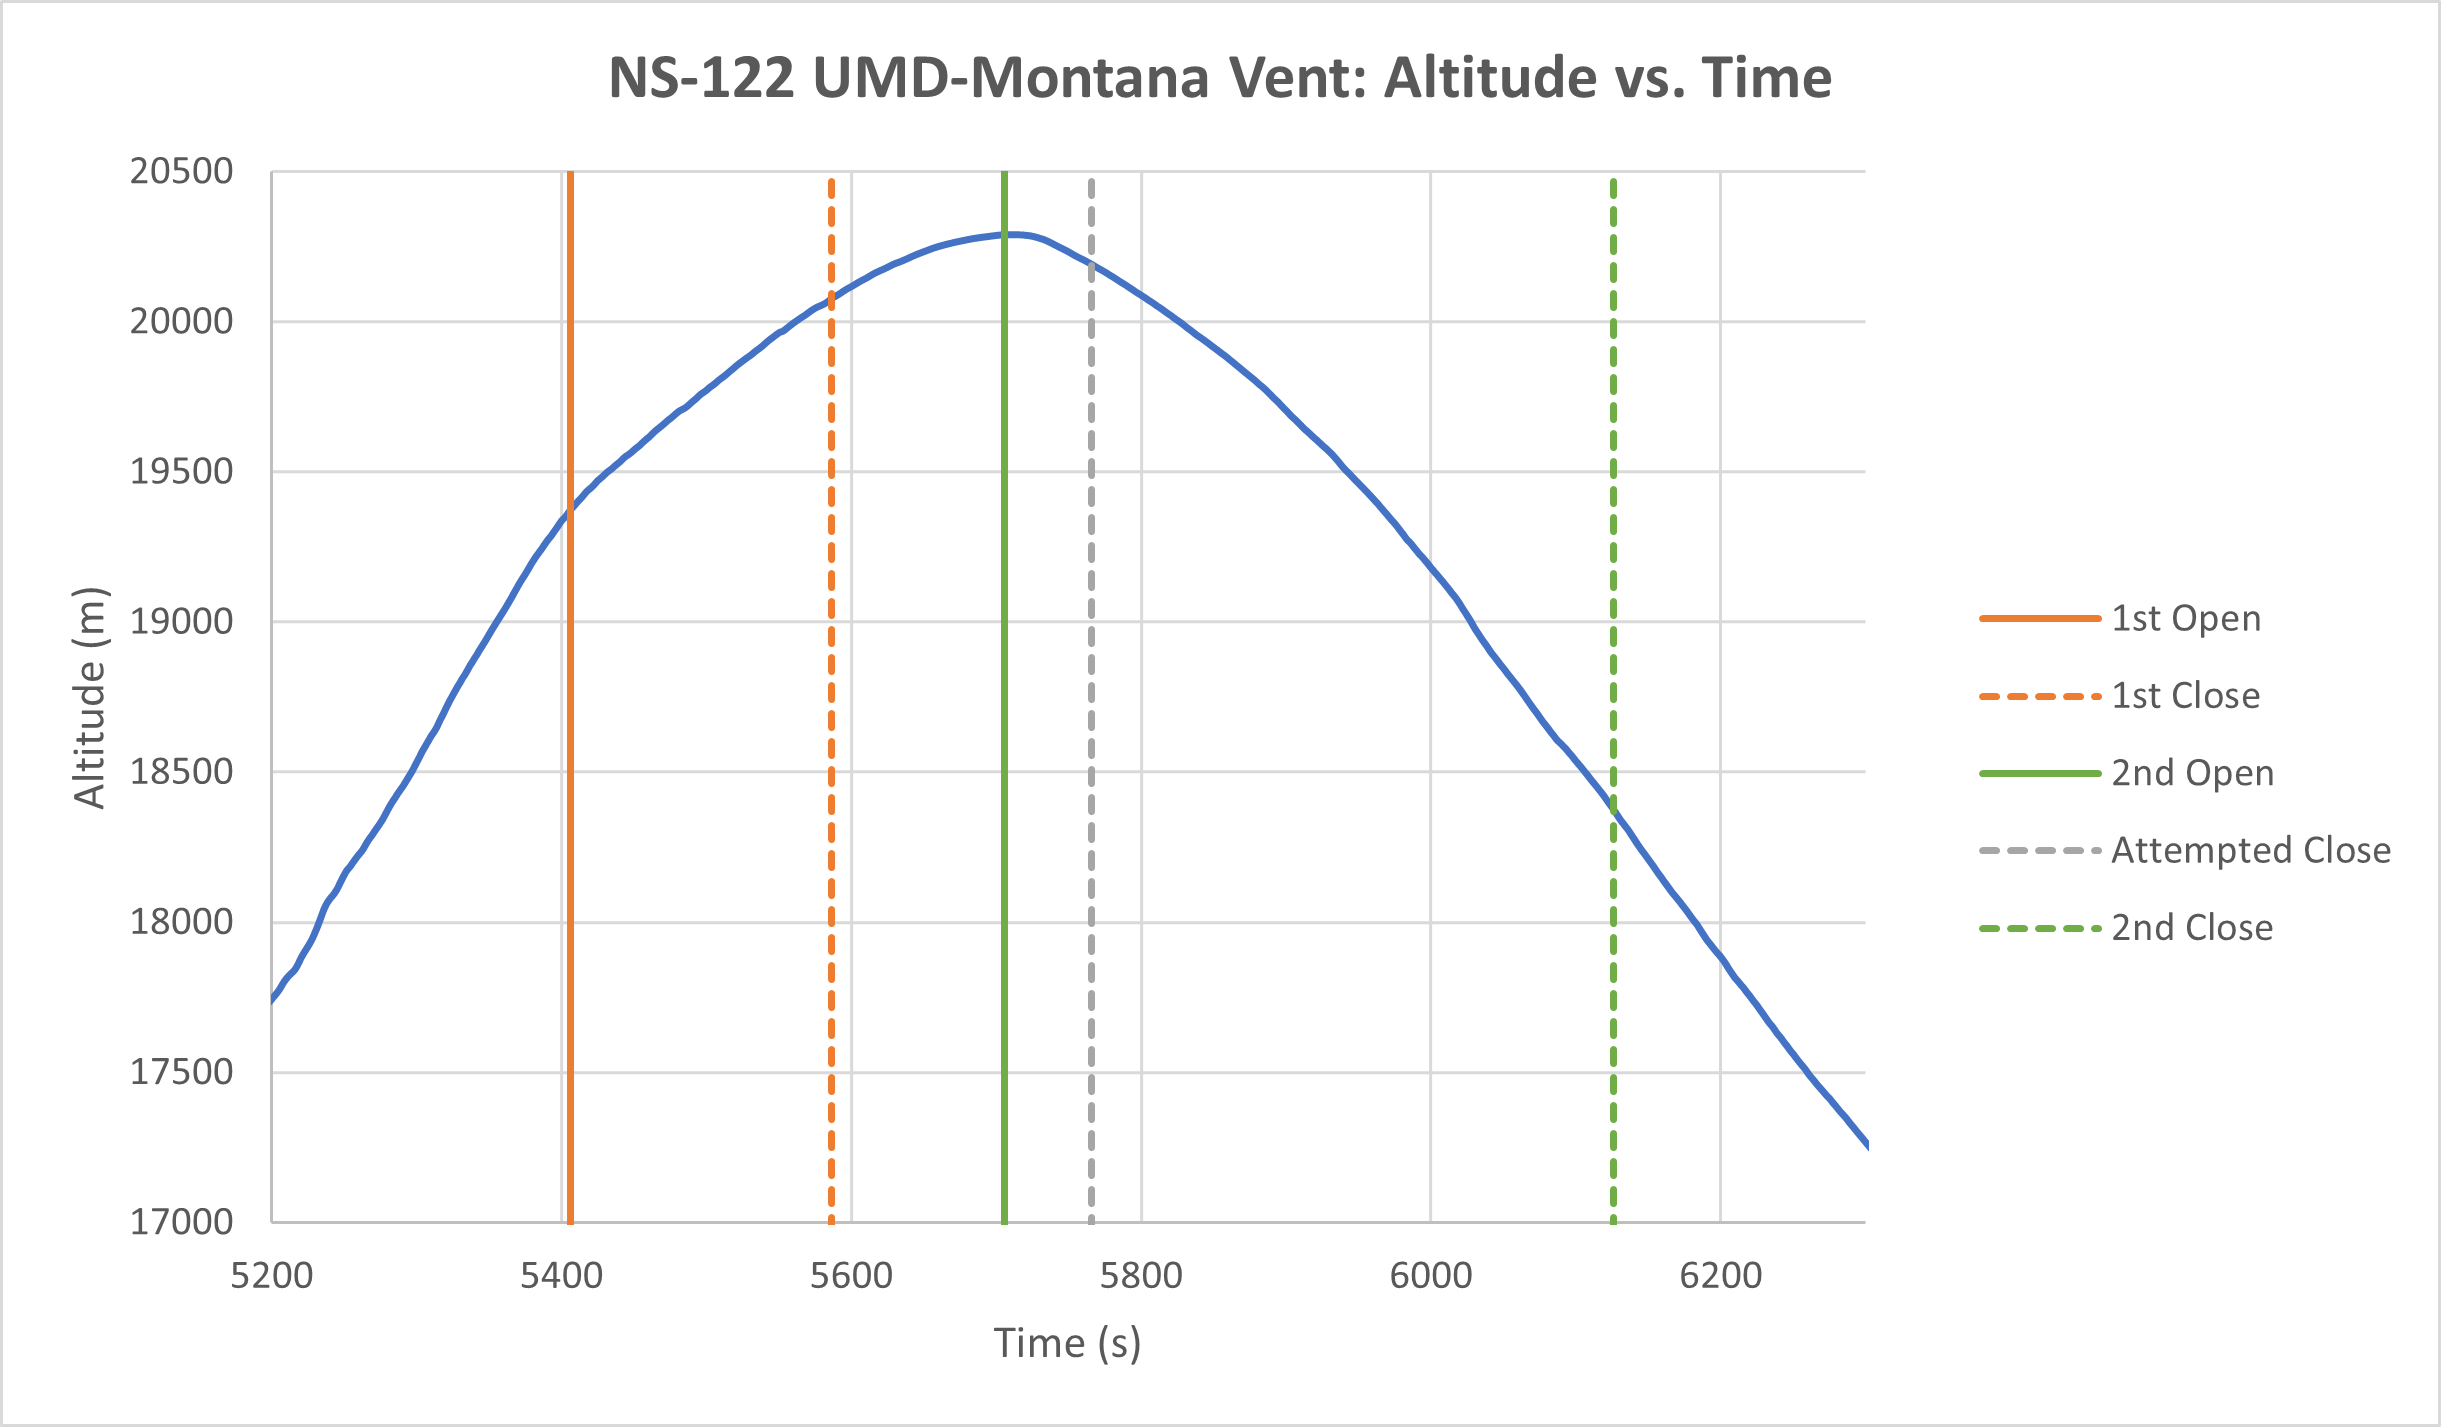 NS-122 UMD-Montana Vent: Altitude vs. Time
20500
20000
19500
19000
18500
18000
17500
17000
Altitude (m)
5200 5400 5600 5800 6000 6200
Time (s)
1st Open
1st Close
2nd Open
Attempted Close
2nd Close